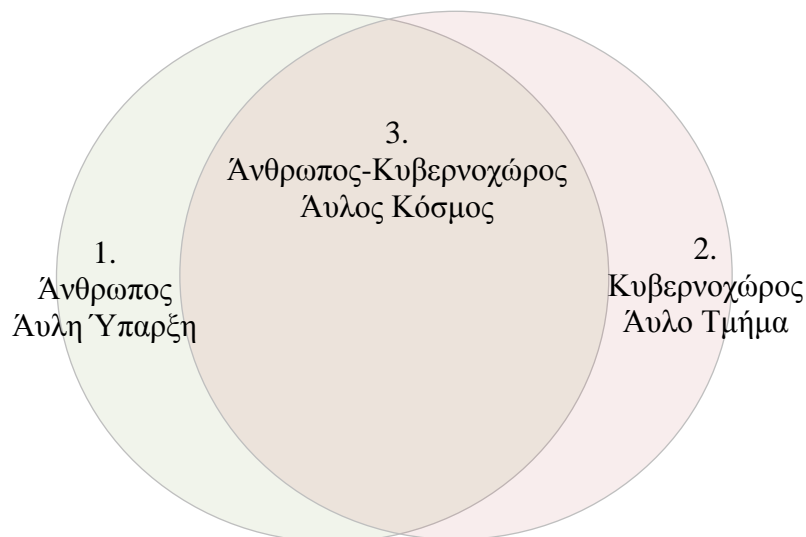 3.
Άνθρωπος-Κυβερνοχώρος
Άυλος Κόσμος
1.
Άνθρωπος
Άυλη Ύπαρξη
2.
Κυβερνοχώρος
Άυλο Τμήμα